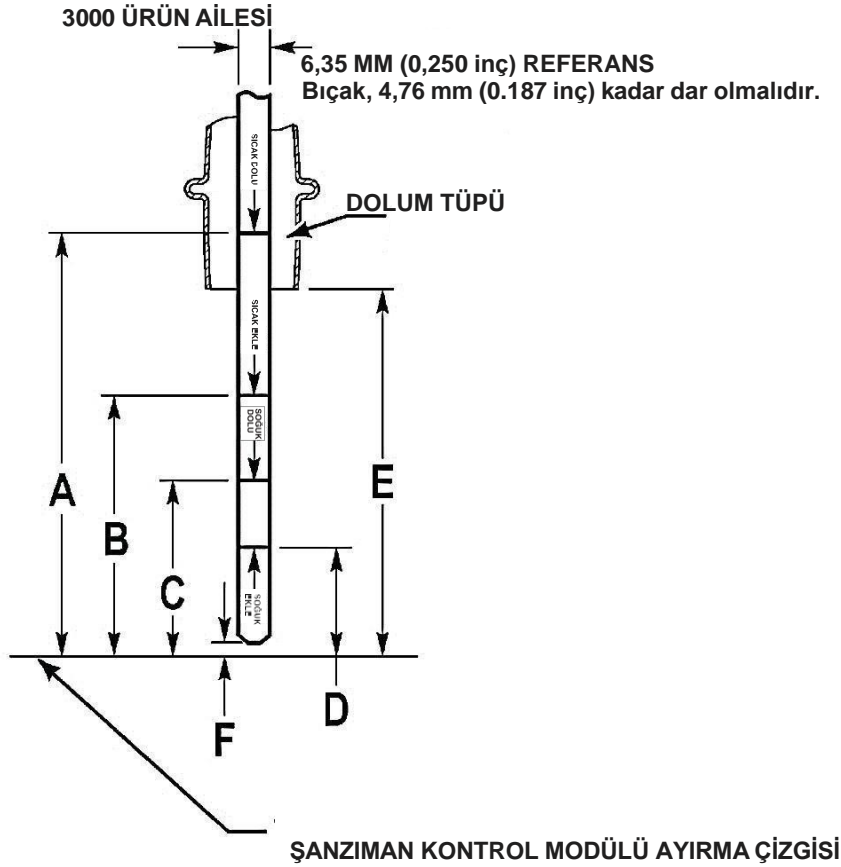 3000 ÜRÜN AİLESİ
6,35 MM (0,250 inç) REFERANS
Bıçak, 4,76 mm (0.187 inç) kadar dar olmalıdır.
SICAK DOLU
DOLUM TÜPÜ
SICAK EKLE
SOĞUK
DOLU
A
B
C
E
SOĞUK
EKLE
D
F
ŞANZIMAN KONTROL MODÜLÜ AYIRMA ÇİZGİSİ